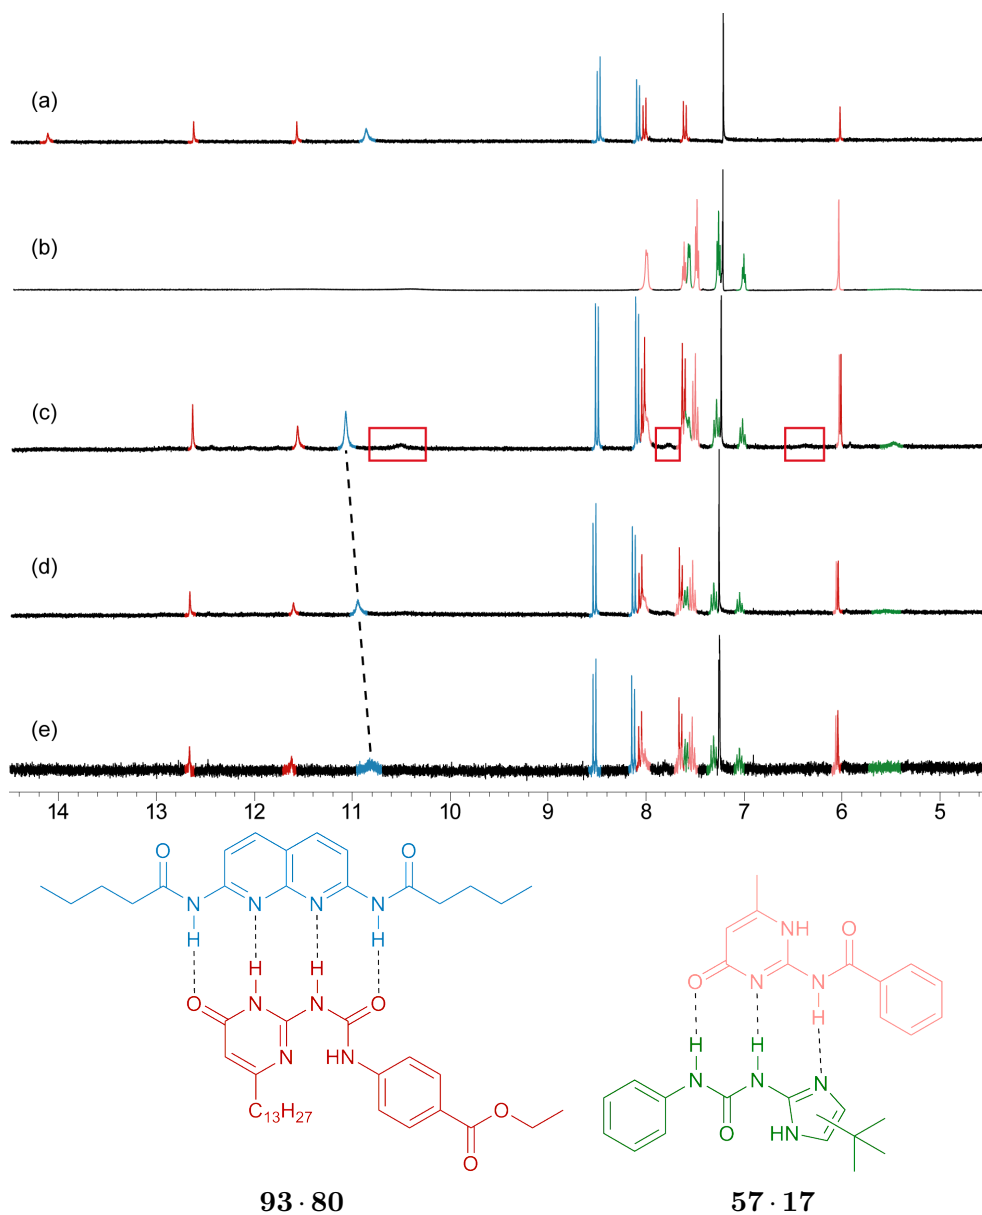 (a)
(b)
(c)
(d)
(e)
14 13 12 11 10 9 8 7 6 5
O O
N N N N
H H H H
O N N O
N HN
C13H27
O
O
NH O
O N N
H
H H
N N N
O HN
93 · 80 57 · 17